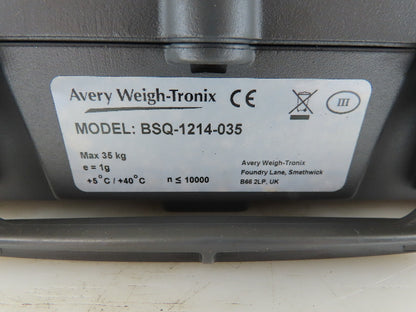 Avery Weigh-Tronix CE III
MODEL: BSQ-1214-035
Max 35 kg
e = 1g
+5°C / +40°C n ≤ 10000
Avery Weigh-Tronix
Foundry Lane, Smethwick
B66 2LP, UK